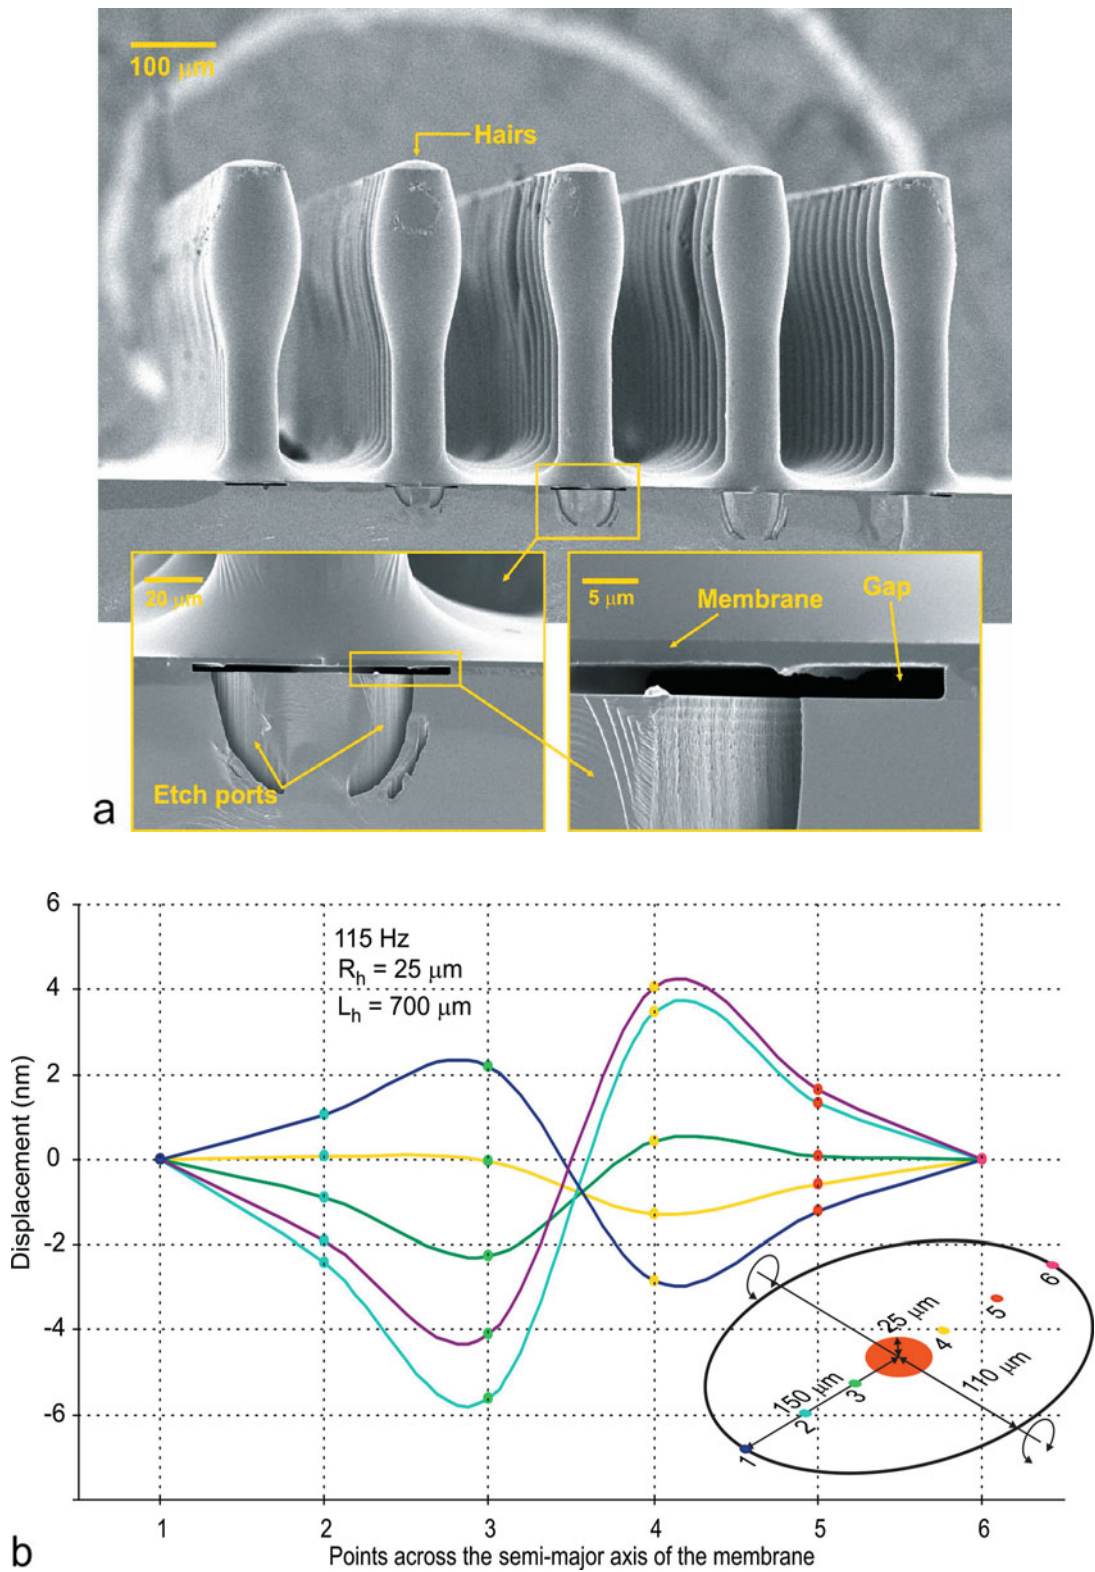 100 μm
Hairs
20 μm
Etch ports
5 μm
Membrane
Gap
a
6
4
2
0
-2
-4
-6
Displacement (nm)
115 Hz
Rh = 25 μm
Lh = 700 μm
25 μm
150 μm
110 μm
1
2
3
4
5
6
1 2 3 4 5 6
Points across the semi-major axis of the membrane
b